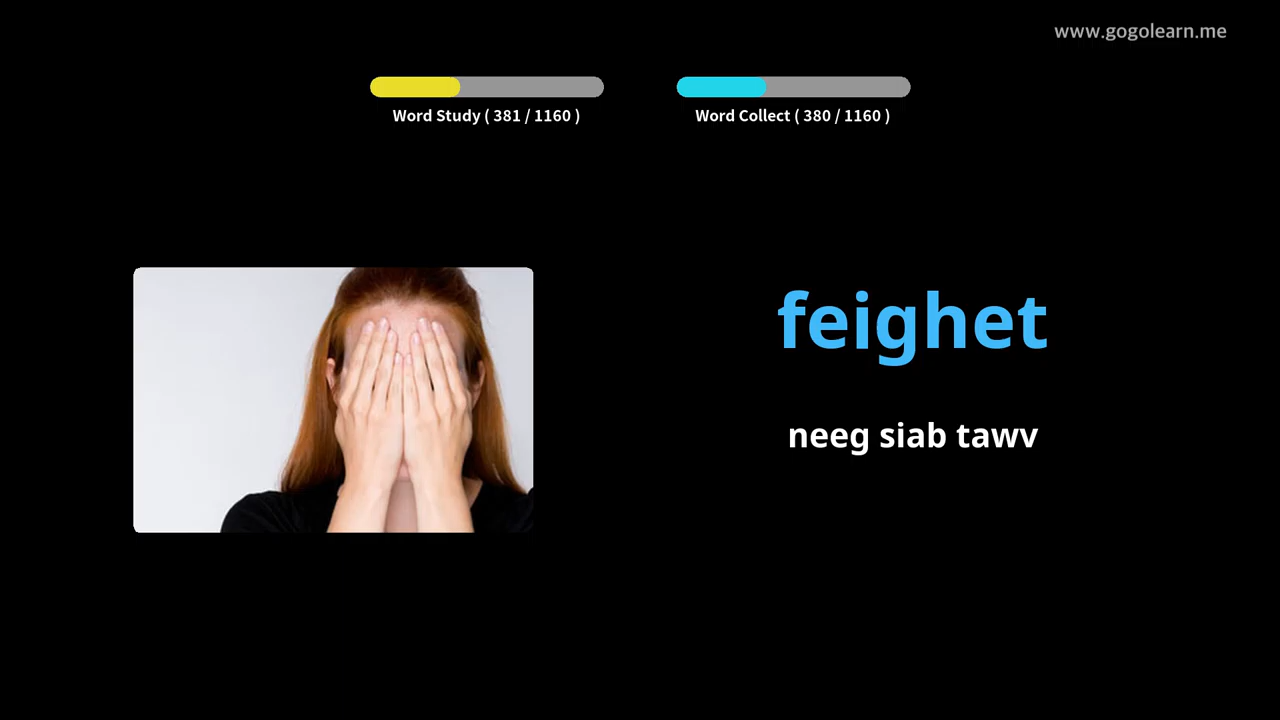 www.gogolearn.me
Word Study ( 381 / 1160 )
Word Collect ( 380 / 1160 )
feighet
neeg siab tawv